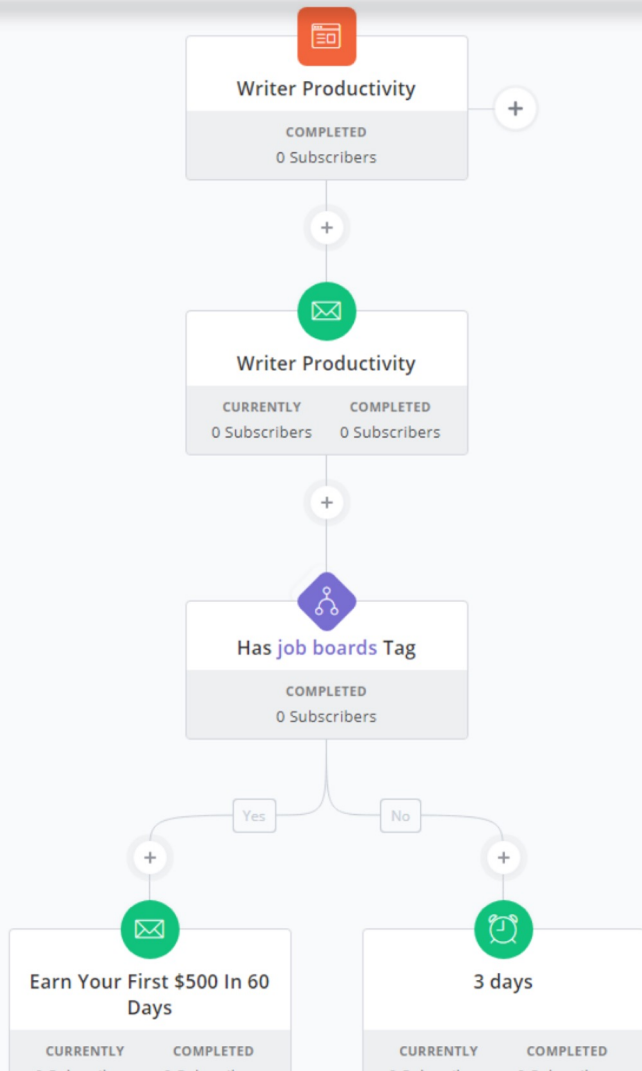 Writer Productivity
COMPLETED
0 Subscribers
Writer Productivity
CURRENTLY COMPLETED
0 Subscribers 0 Subscribers
Has job boards Tag
COMPLETED
0 Subscribers
Yes No
Earn Your First $500 In 60
Days
3 days
CURRENTLY COMPLETED
CURRENTLY COMPLETED